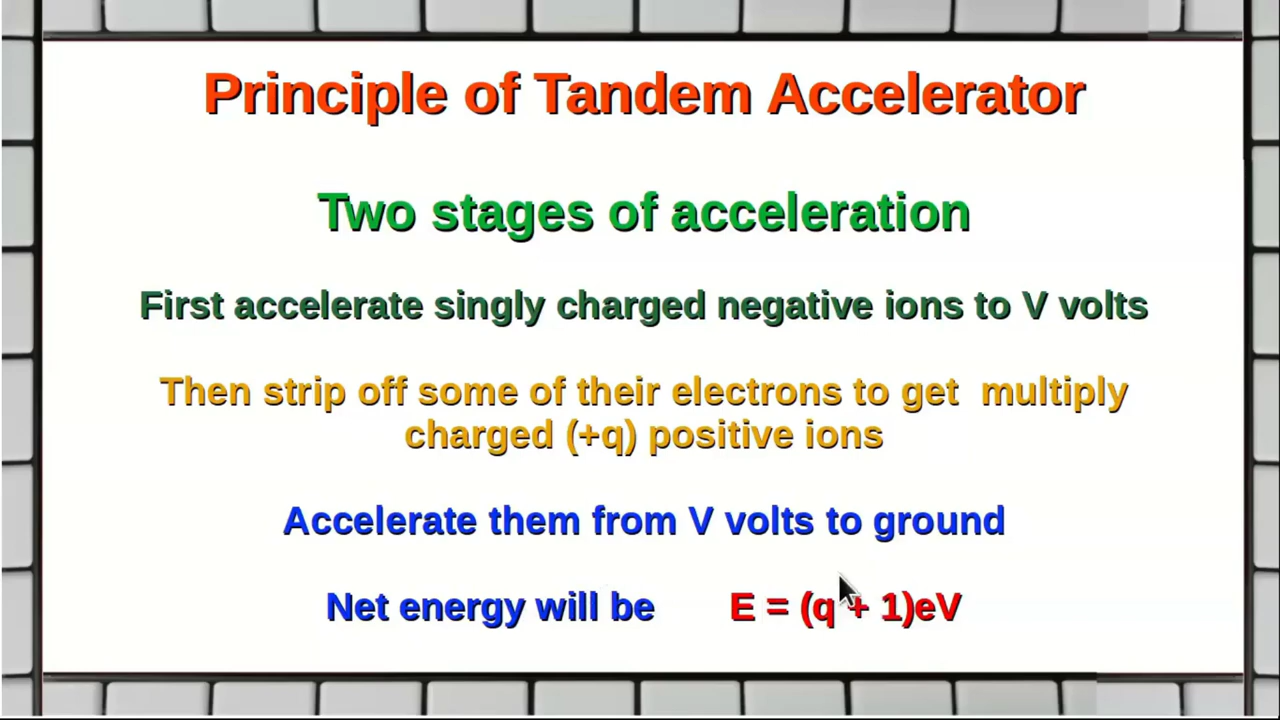 Principle of Tandem Accelerator
Two stages of acceleration
First accelerate singly charged negative ions to V volts
Then strip off some of their electrons to get multiply
charged (+q) positive ions
Accelerate them from V volts to ground
Net energy will be E = (q + 1)eV